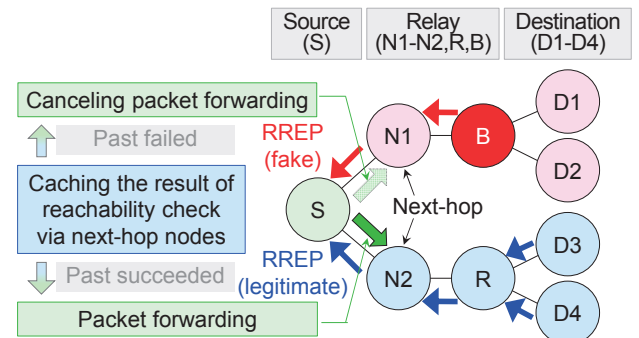 Source
(S)
Relay
(N1-N2,R,B)
Destination
(D1-D4)
Canceling packet forwarding
Past failed
Caching the result of
reachability check
via next-hop nodes
Past succeeded
Packet forwarding
RREP
(fake)
RREP
(legitimate)
Next-hop
S
N1
B
D1
D2
N2
R
D3
D4